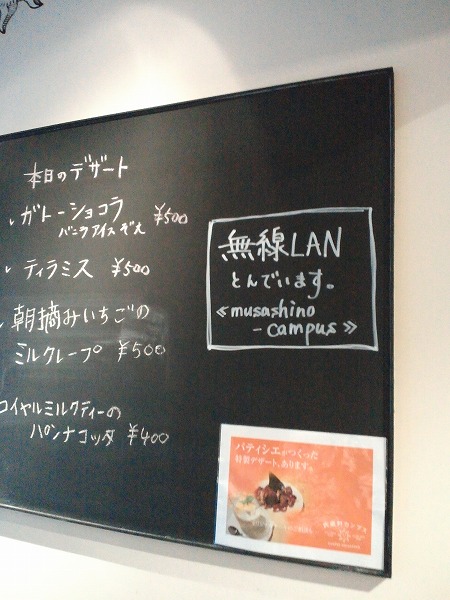 本日のデザート
ガトーショコラ ¥500
バニラアイスぞえ
ティラミス ¥500
朝摘みいちごの
ミルクレープ ¥500
ロイヤルミルクティーの
パンナコッタ ¥400
無線LAN
とんでいます。
≪musashino
-campus≫
パティシエがつくった
特製デザート、あります。